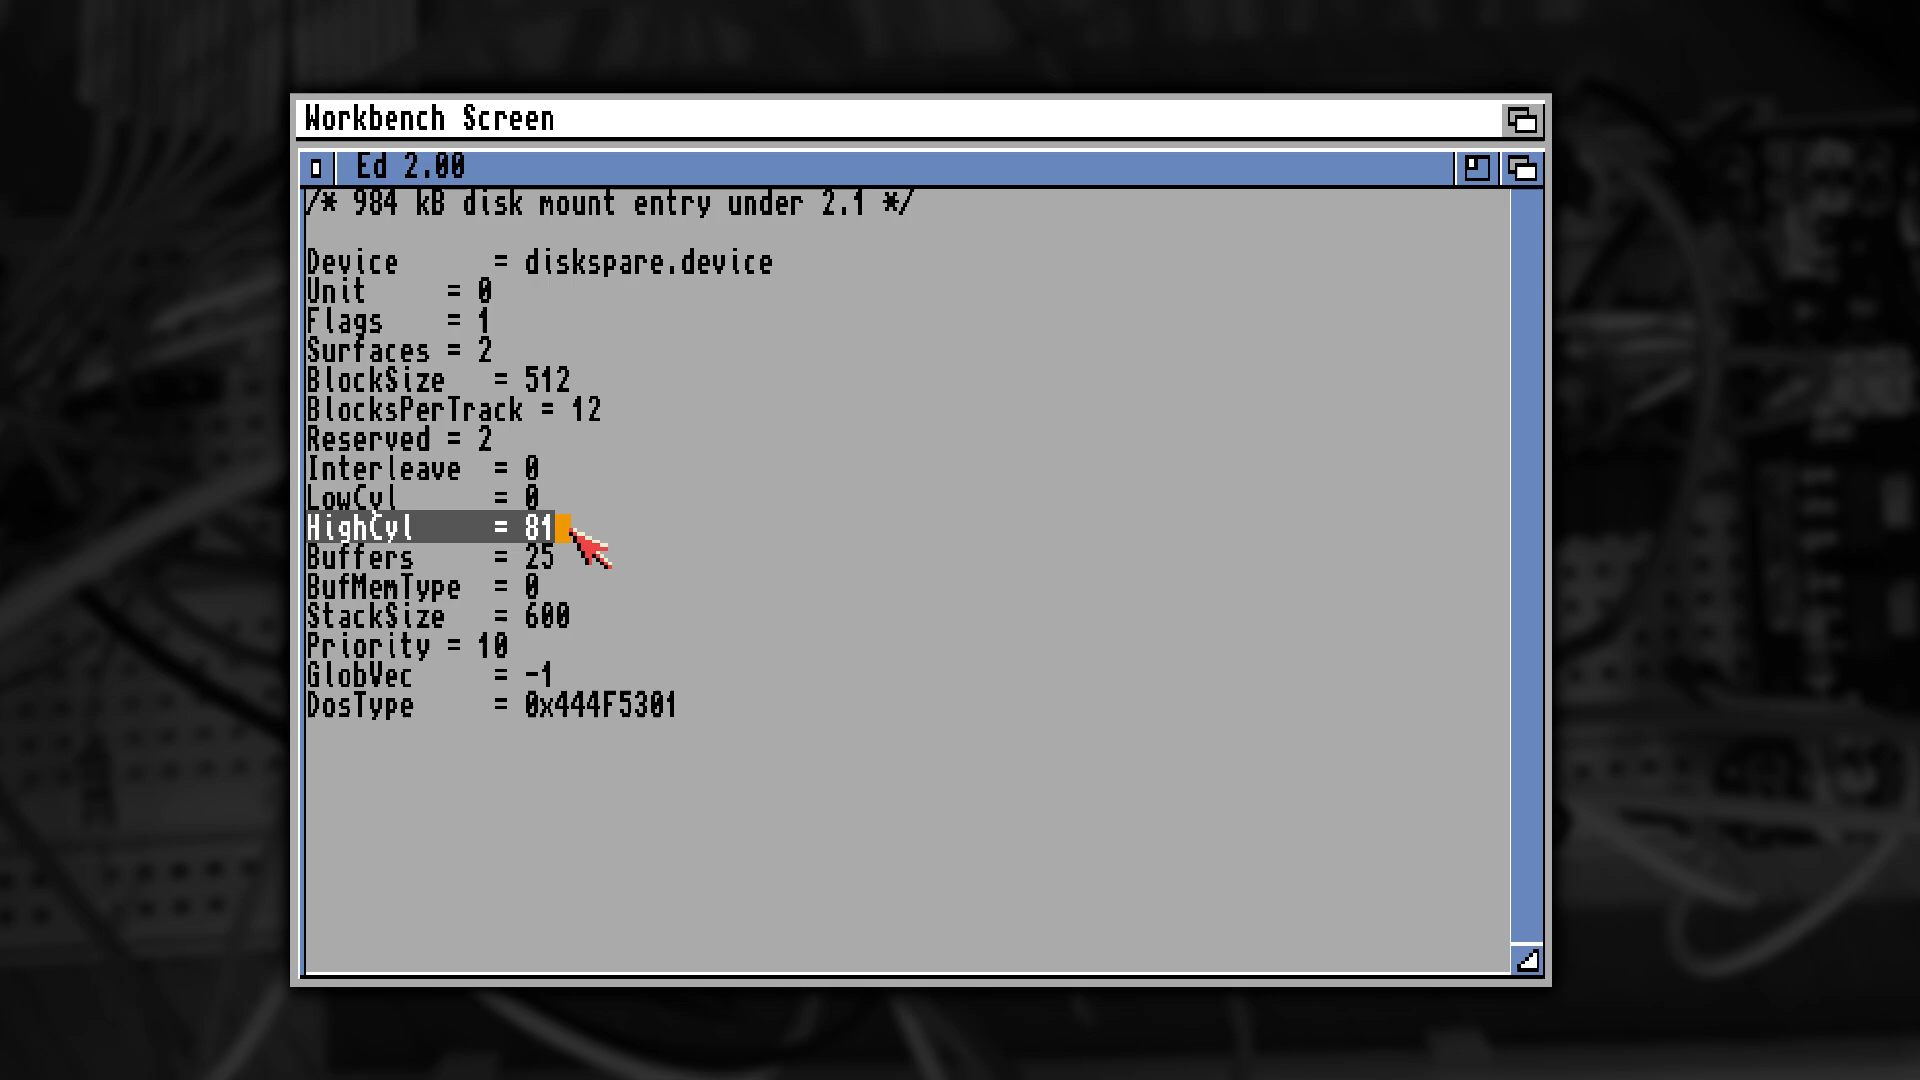 Workbench Screen
Ed 2.00
/* 984 kB disk mount entry under 2.1 */
Device      = diskspare.device
Unit     = 0
Flags    = 1
Surfaces = 2
BlockSize   = 512
BlocksPerTrack = 12
Reserved = 2
Interleave  = 0
LowCyl      = 0
HighCyl     = 81
Buffers     = 25
BufMemType  = 0
StackSize   = 600
Priority = 10
GlobVec     = -1
DosType     = 0x444F5301